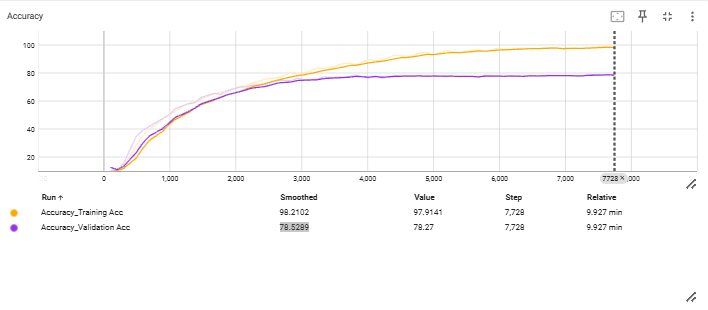 Accuracy
100
80
60
40
20
0 1,000 2,000 3,000 4,000 5,000 6,000 7,000 7728 × ,000
Run ↑ Smoothed Value Step Relative
Accuracy_Training Acc 98.2102 97.9141 7,728 9.927 min
Accuracy_Validation Acc 78.5289 78.27 7,728 9.927 min